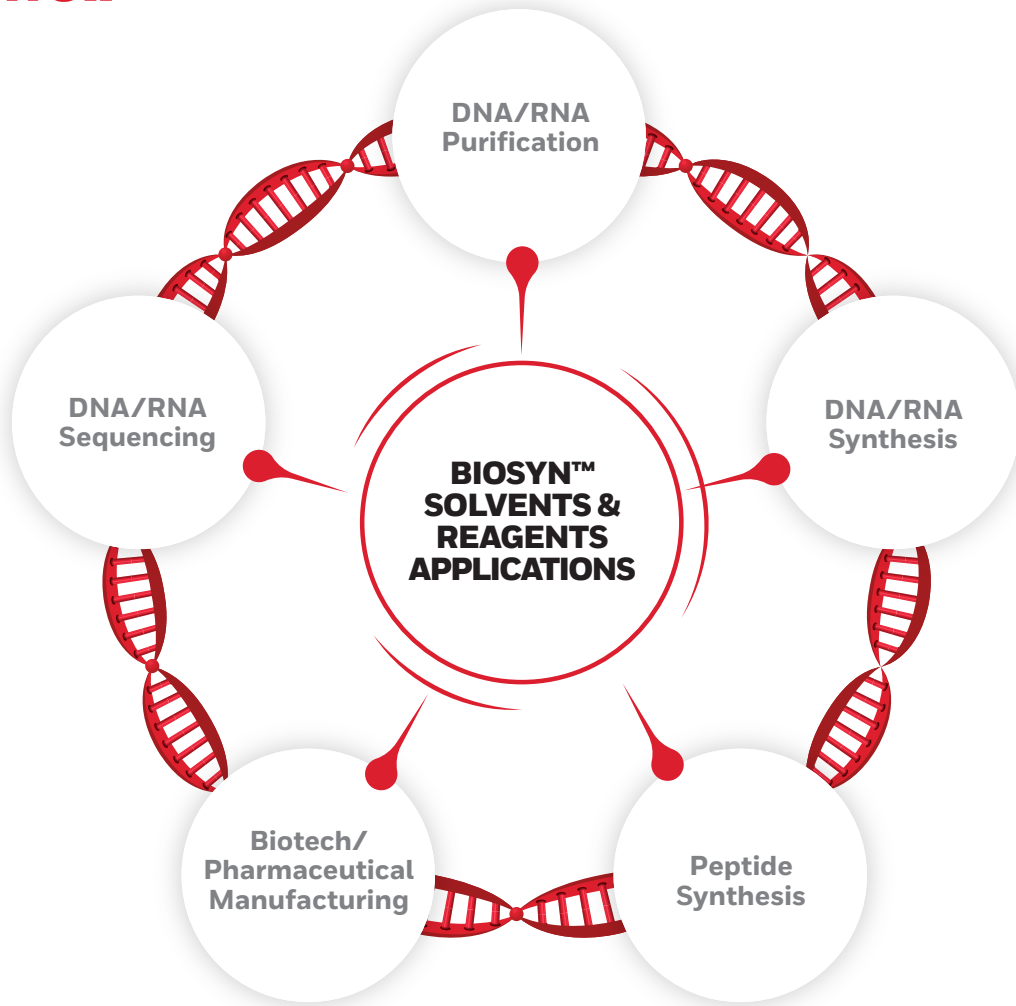 DNA/RNA
Purification
DNA/RNA
Sequencing
DNA/RNA
Synthesis
BIOSYN™
SOLVENTS &
REAGENTS
APPLICATIONS
Biotech/
Pharmaceutical
Manufacturing
Peptide
Synthesis